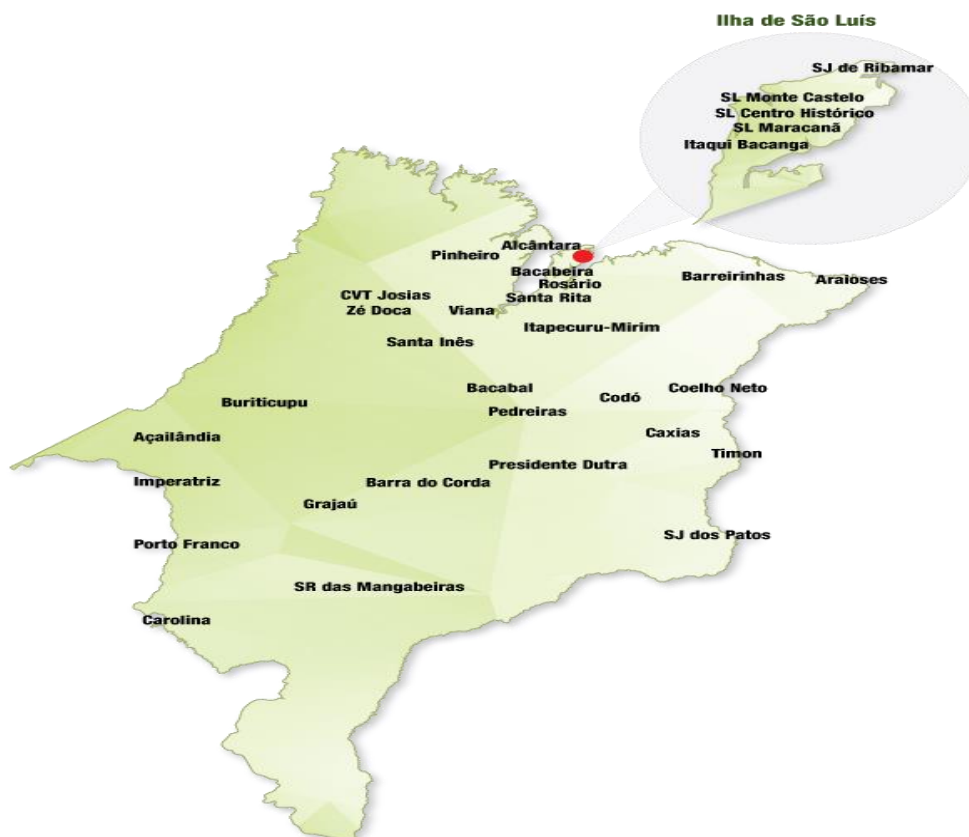 Ilha de São Luís
SJ de Ribamar
SL Monte Castelo
SL Centro Histórico
SL Maracanã
Itaqui Bacanga
Alcântara
Pinheiro
Bacabeira
Barreirinhas
Araioses
Rosário
CVT Josias
Santa Rita
Zé Doca
Viana
Itapecuru-Mirim
Santa Inês
Bacabal
Coelho Neto
Codó
Buriticupu
Pedreiras
Caxias
Açailândia
Timon
Presidente Dutra
Imperatriz
Barra do Corda
Grajaú
SJ dos Patos
Porto Franco
SR das Mangabeiras
Carolina